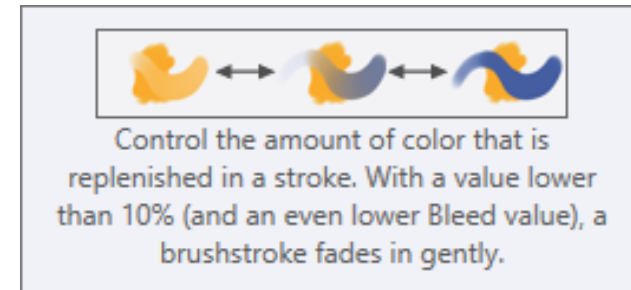 Control the amount of color that is
replenished in a stroke. With a value lower
than 10% (and an even lower Bleed value), a
brushstroke fades in gently.